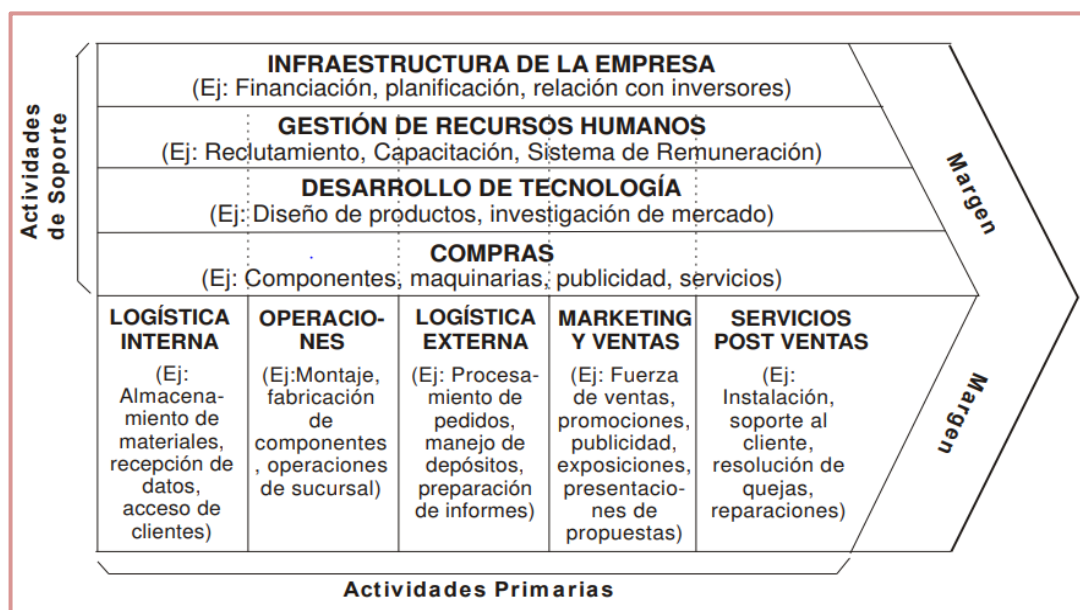 Actividades
de Soporte
INFRAESTRUCTURA DE LA EMPRESA
(Ej: Financiación, planificación, relación con inversores)
GESTIÓN DE RECURSOS HUMANOS
(Ej: Reclutamiento, Capacitación, Sistema de Remuneración)
DESARROLLO DE TECNOLOGÍA
(Ej: Diseño de productos, investigación de mercado)
COMPRAS
(Ej: Componentes, maquinarias, publicidad, servicios)
LOGÍSTICA
INTERNA
(Ej:
Almacena-
miento de
materiales,
recepción de
datos,
acceso de
clientes)
OPERACIO-
NES
(Ej:Montaje,
fabricación
de
componentes
, operaciones
de sucursal)
LOGÍSTICA
EXTERNA
(Ej: Procesa-
miento de
pedidos,
manejo de
depósitos,
preparación
de informes)
MARKETING
Y VENTAS
(Ej: Fuerza
de ventas,
promociones,
publicidad,
exposiciones,
presentacio-
nes de
propuestas)
SERVICIOS
POST VENTAS
(Ej:
Instalación,
soporte al
cliente,
resolución de
quejas,
reparaciones)
Margen
Margen
Actividades Primarias